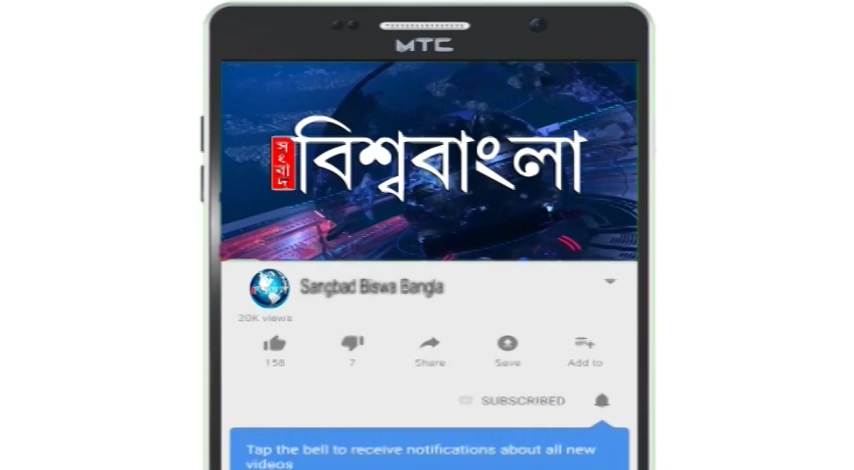 MTC
সংবাদ
বিশ্ববাংলা
Sangbad Biswa Bangla
20K views
158
7
Share
Save
Add to
SUBSCRIBED
Tap the bell to receive notifications about all new
videos